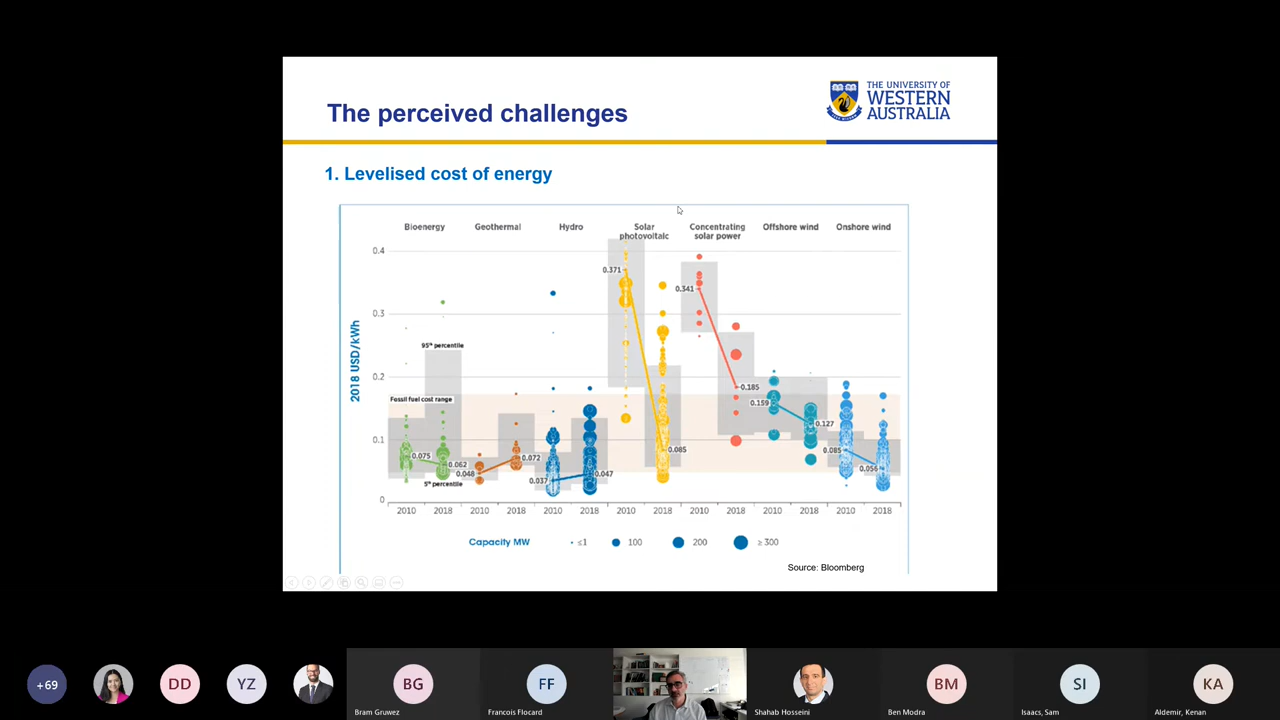 The perceived challenges
THE UNIVERSITY OF
WESTERN
AUSTRALIA
1. Levelised cost of energy
Bioenergy
Geothermal
Hydro
Solar
photovoltaic
Concentrating
solar power
Offshore wind
Onshore wind
2018 USD/kWh
0.4
0.3
0.2
0.1
0
95th percentile
Fossil fuel cost range
5th percentile
0.075
0.062
0.048
0.072
0.037
0.047
0.371
0.085
0.341
0.185
0.159
0.127
0.085
0.056
2010 2018 2010 2018 2010 2018 2010 2018 2010 2018 2010 2018 2010 2018
Capacity MW ≤1 100 200 ≥ 300
Source: Bloomberg
+69
DD
YZ
BG
Bram Gruwez
FF
Francois Flocard
Shahab Hosseini
BM
Ben Modra
SI
Isaacs, Sam
KA
Aldemir, Kenan